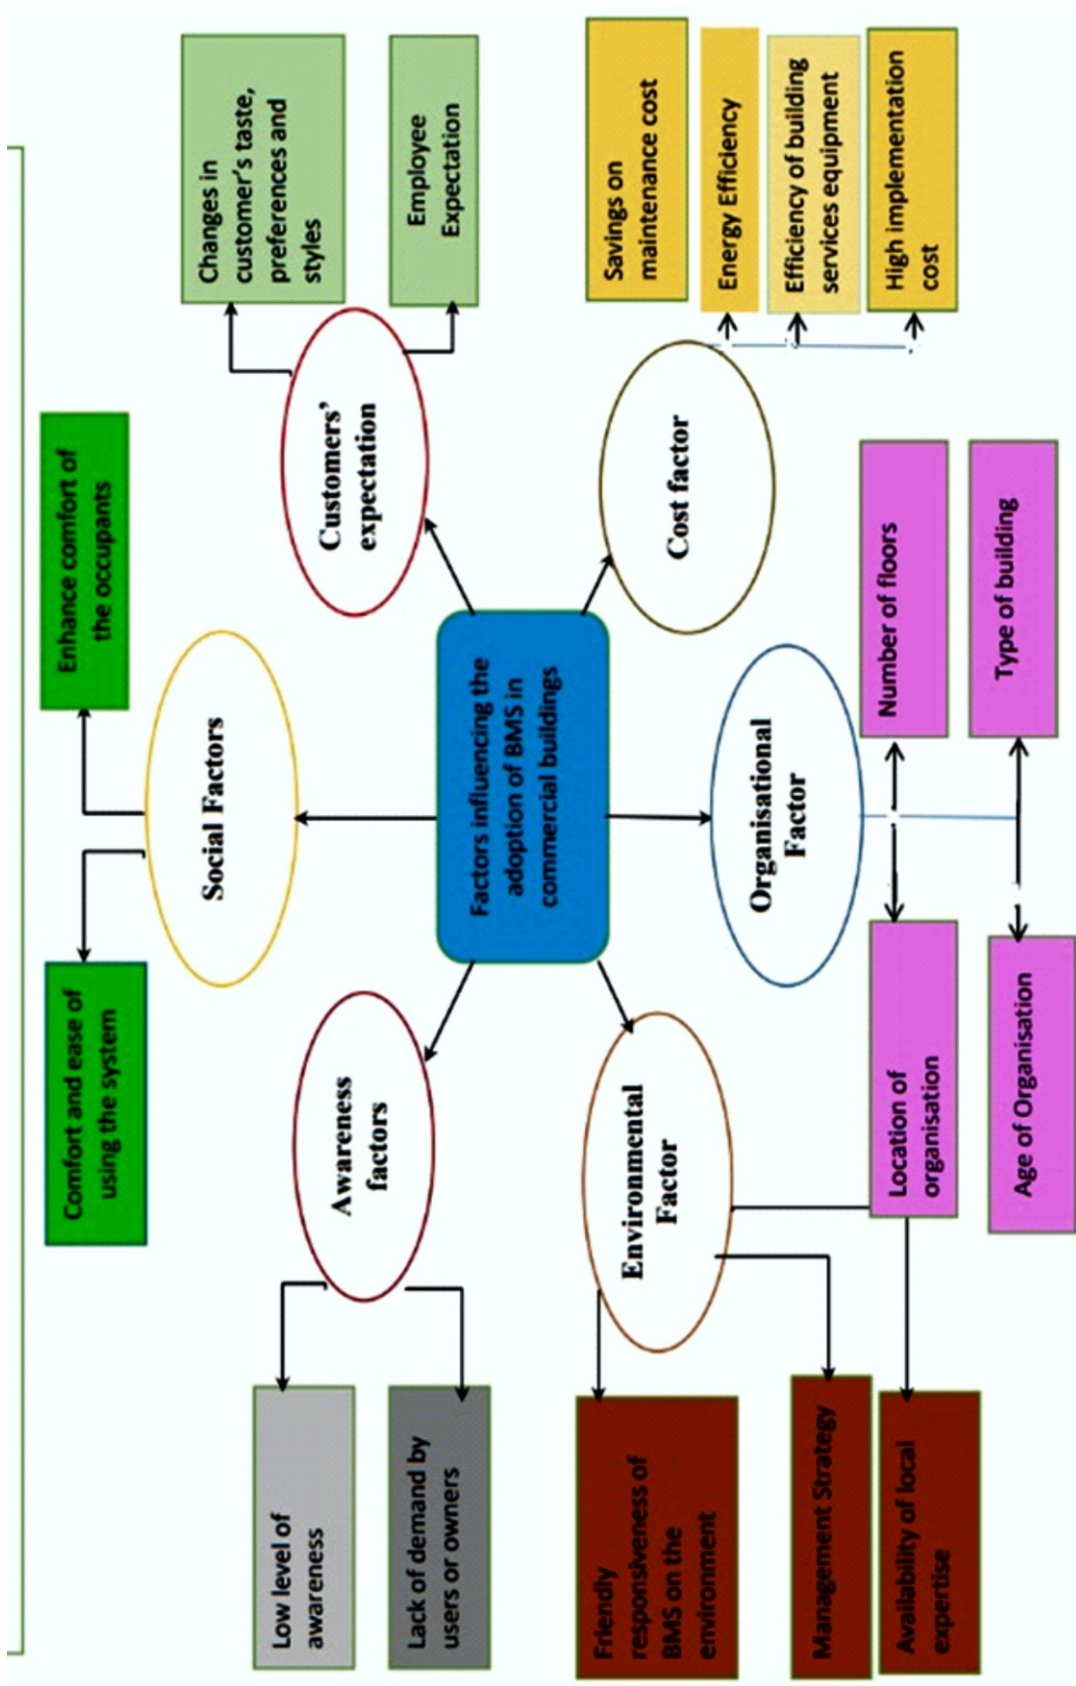 Comfort and ease of
using the system
Enhance comfort of
the occupants
Social Factors
Low level of
awareness
Lack of demand by
users or owners
Awareness
factors
Customers’
expectation
Changes in
customer’s taste,
preferences and
styles
Employee
Expectation
Factors influencing the
adoption of BMS in
commercial buildings
Friendly
responsiveness of
BMS on the
environment
Management Strategy
Availability of local
expertise
Environmental
Factor
Organisational
Factor
Location of
organisation
Age of Organisation
Number of floors
Type of building
Cost factor
Savings on
maintenance cost
Energy Efficiency
Efficiency of building
services equipment
High implementation
cost